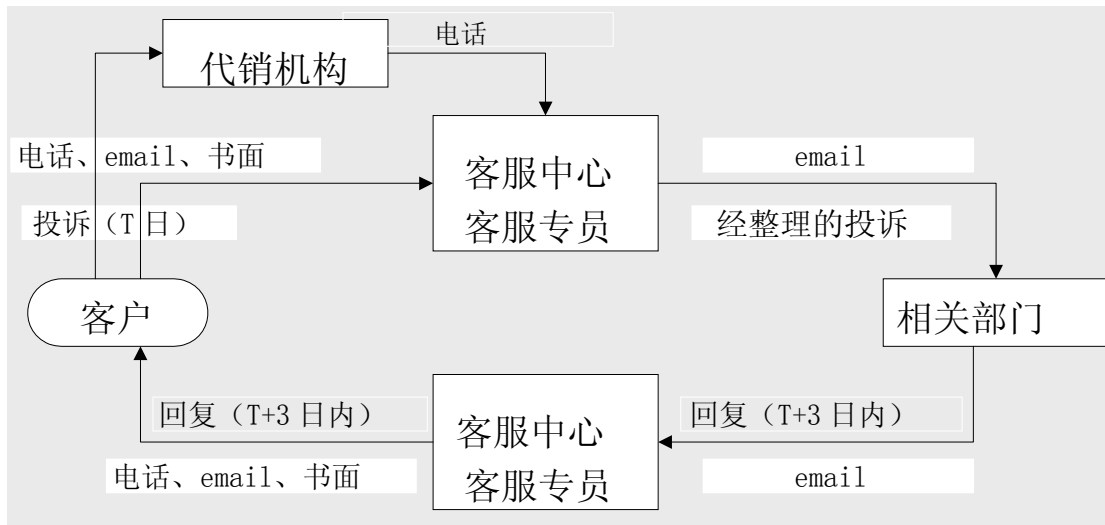 电话
代销机构
电话、email、书面
客服中心
客服专员
email
投诉（T 日）
经整理的投诉
客户
相关部门
回复（T+3 日内）
客服中心
客服专员
回复（T+3 日内）
电话、email、书面
email